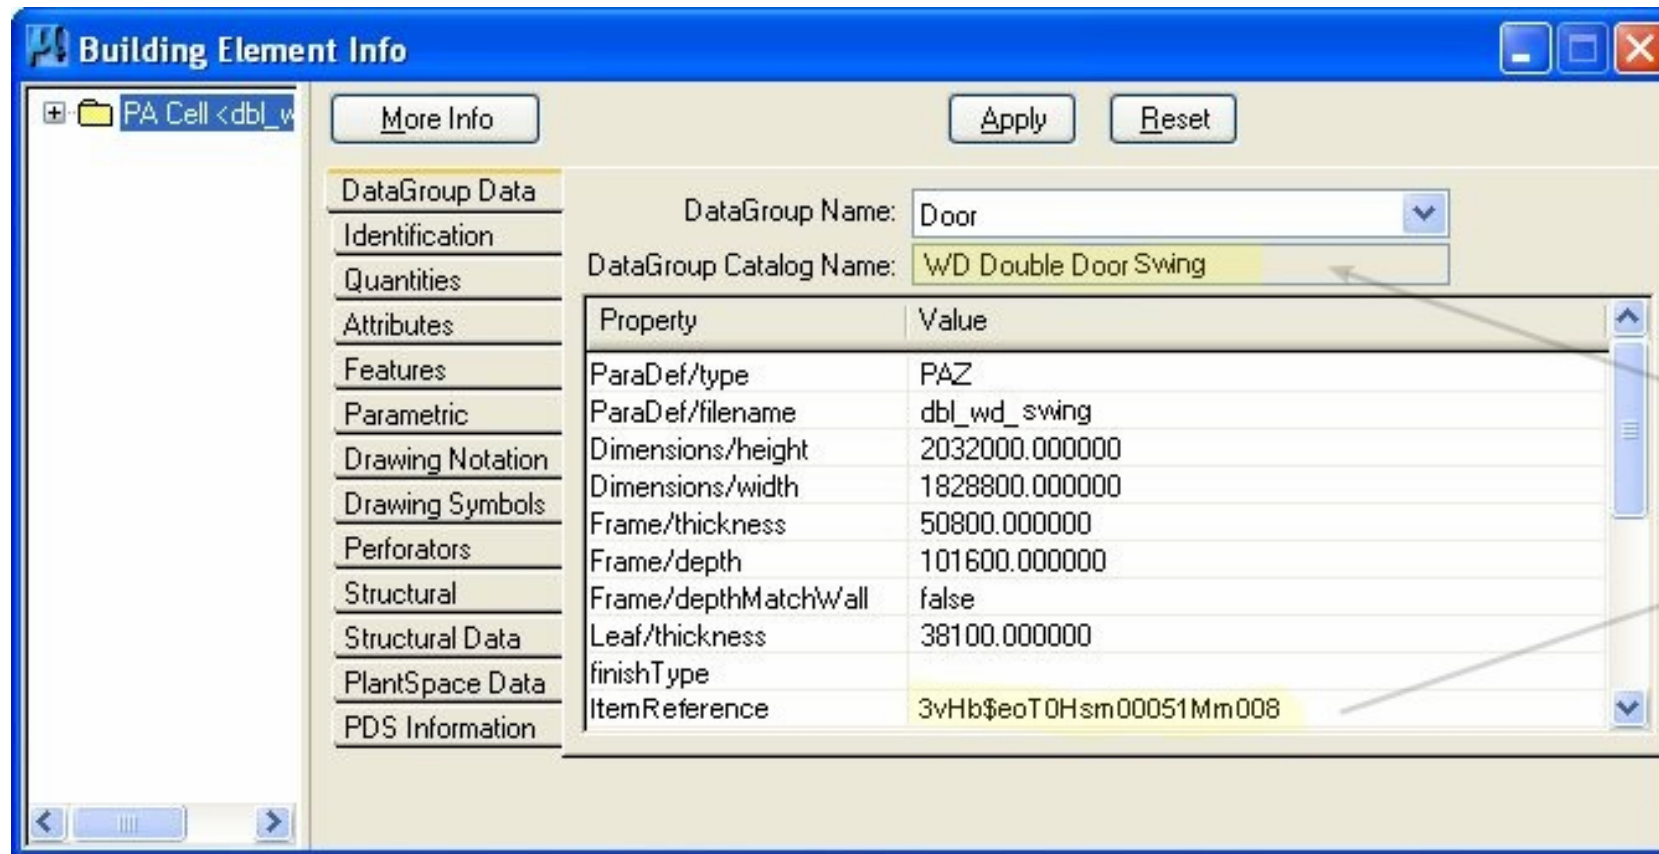 Building Element Info
PA Cell <dbl_w
More Info
Apply
Reset
DataGroup Data
Identification
Quantities
Attributes
Features
Parametric
Drawing Notation
Drawing Symbols
Perforators
Structural
Structural Data
PlantSpace Data
PDS Information
DataGroup Name: Door
DataGroup Catalog Name: WD Double Door Swing
Property Value
ParaDef/type PAZ
ParaDef/filename dbl_wd_ swing
Dimensions/height 2032000.000000
Dimensions/width 1828800.000000
Frame/thickness 50800.000000
Frame/depth 101600.000000
Frame/depthMatchWall false
Leaf/thickness 38100.000000
finishType
ItemReference 3vHb$eoT0Hsm00051Mm008